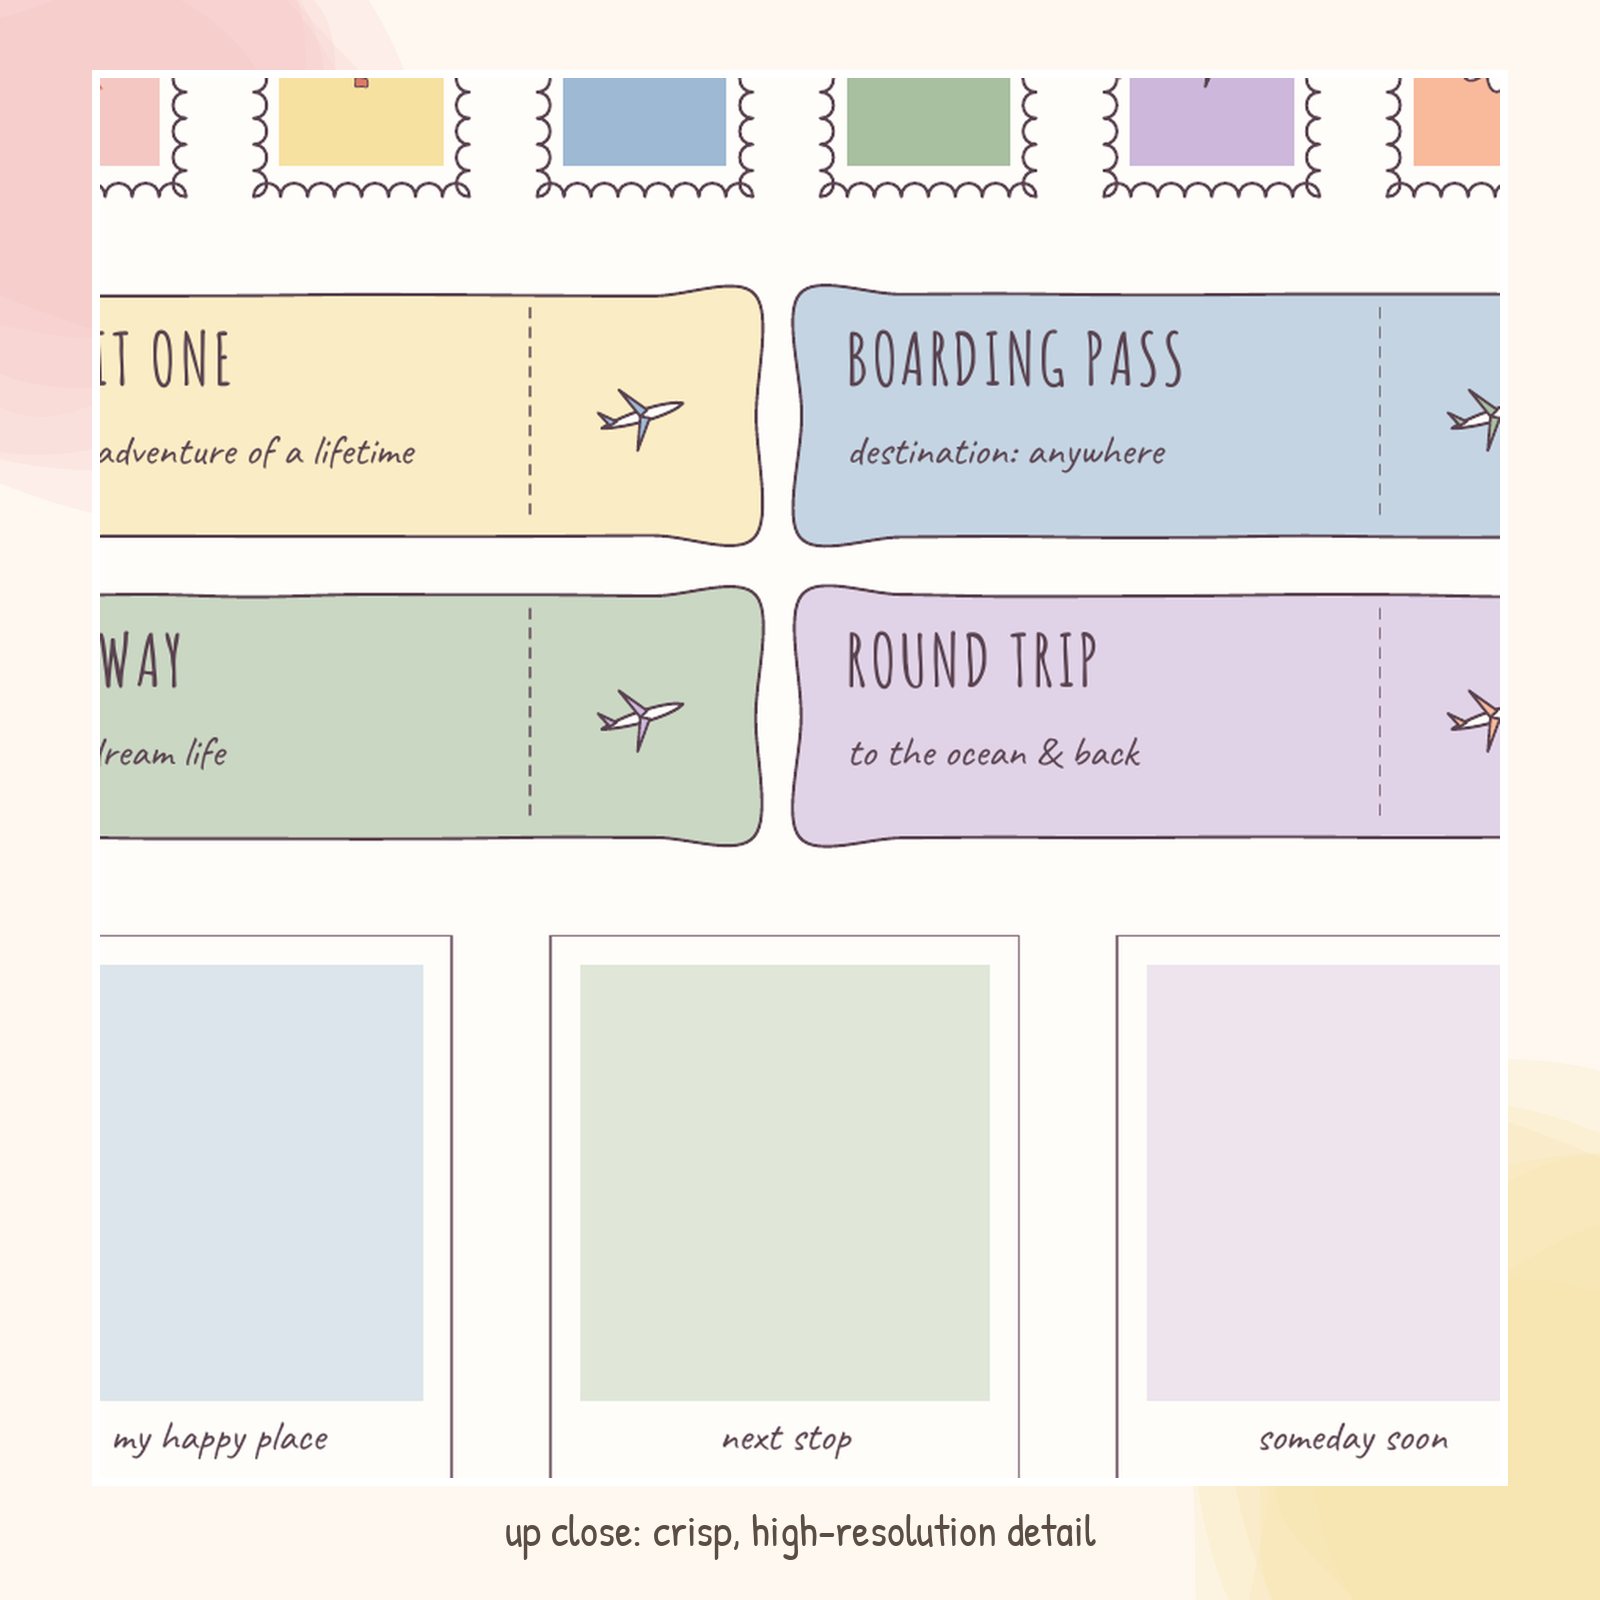 IT ONE
adventure of a lifetime
BOARDING PASS
destination: anywhere
WAY
dream life
ROUND TRIP
to the ocean & back
my happy place
next stop
someday soon
up close: crisp, high-resolution detail